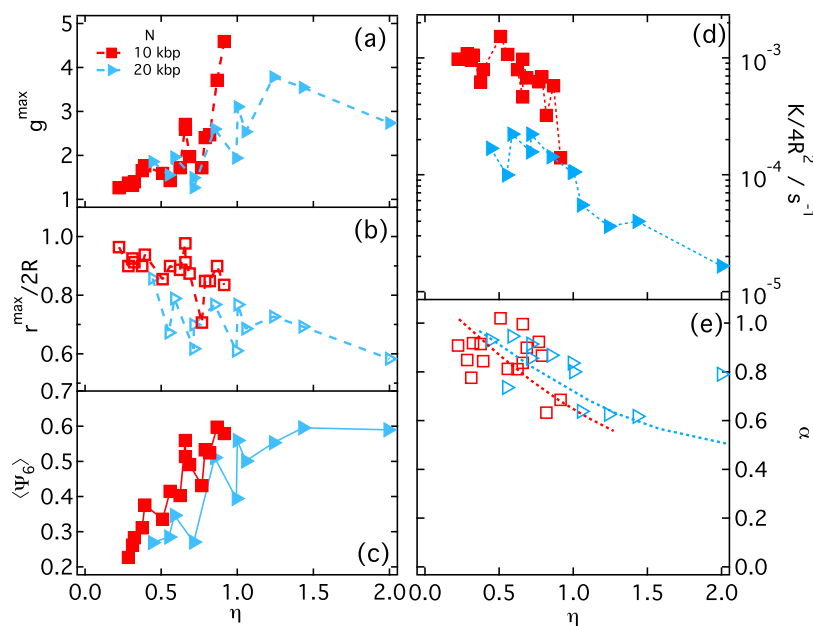 5
4
3
2
1
g^max
N
10 kbp
20 kbp
(a)
1.0
0.9
0.8
0.7
r^max/2R
(b)
0.7
0.6
0.5
0.4
0.3
0.2
⟨Ψ_6⟩
(c)
0.0
0.5
1.0
1.5
2.0
η
(d)
10^-3
10^-4
10^-5
K/4R^2 / s^-1
(e)
1.0
0.8
0.6
0.4
0.2
0.0
α
0.0
0.5
1.0
1.5
2.0
η